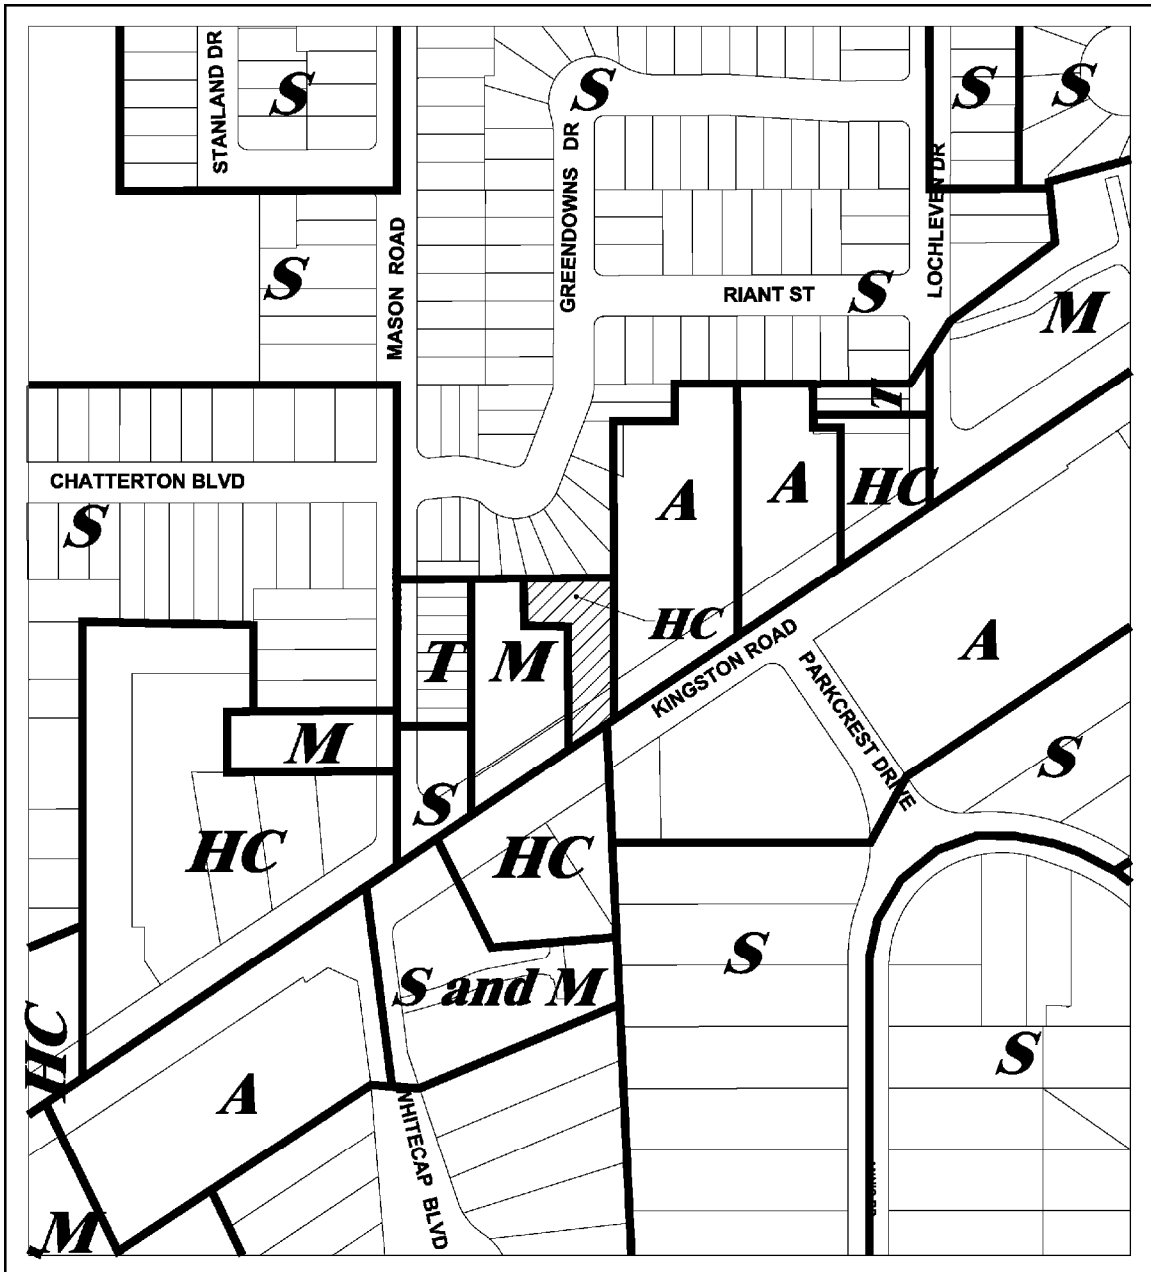 STANLAND DR
S
S
S
S
GREENDOWNS DR
LOCHLEVEN DR
MASON ROAD
S
RIANT ST
S
M
T
CHATTERTON BLVD
S
A
A
HC
HC
T
M
KINGSTON ROAD
PARKCREST DRIVE
A
M
S
S
HC
HC
S
S and M
HC
S
A
WHITECAP BLVD
M